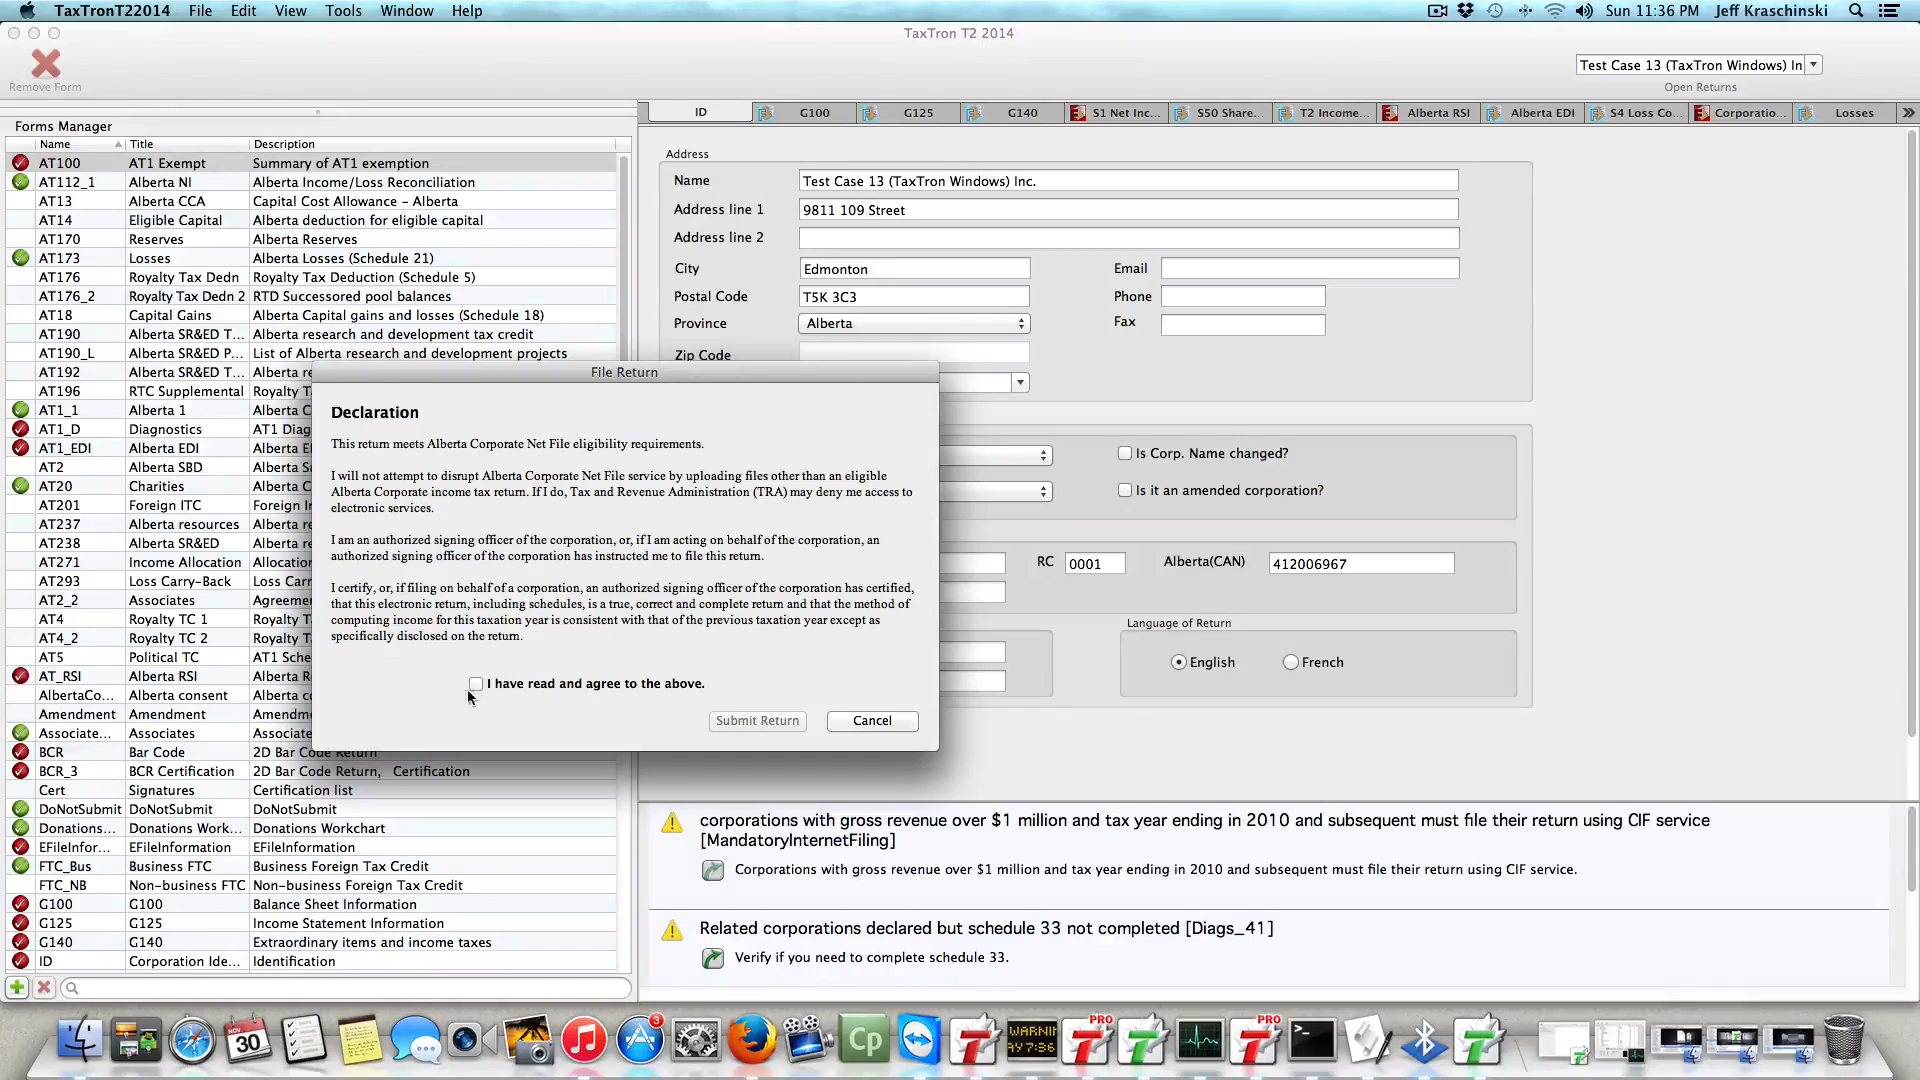 TaxTronT22014 File Edit View Tools Window Help Sun 11:36 PM Jeff Kraschinski
TaxTron T2 2014
Remove Form
Test Case 13 (TaxTron Windows) In
Open Returns
ID G100 G125 G140 S1 Net Inc... S50 Share... T2 Income... Alberta RSI Alberta EDI S4 Loss Co... Corporatio... Losses
Forms Manager
Name Title Description
AT100 AT1 Exempt Summary of AT1 exemption
AT112_1 Alberta NI Alberta Income/Loss Reconciliation
AT13 Alberta CCA Capital Cost Allowance - Alberta
AT14 Eligible Capital Alberta deduction for eligible capital
AT170 Reserves Alberta Reserves
AT173 Losses Alberta Losses (Schedule 21)
AT176 Royalty Tax Dedn Royalty Tax Deduction (Schedule 5)
AT176_2 Royalty Tax Dedn 2 RTD Successored pool balances
AT18 Capital Gains Alberta Capital gains and losses (Schedule 18)
AT190 Alberta SR&ED T... Alberta research and development tax credit
AT190_L Alberta SR&ED P... List of Alberta research and development projects
AT192 Alberta SR&ED T... Alberta re
AT196 RTC Supplemental Royalty T
AT1_1 Alberta 1 Alberta C
AT1_D Diagnostics AT1 Diag
AT1_EDI Alberta EDI Alberta E
AT2 Alberta SBD Alberta S
AT20 Charities Alberta C
AT201 Foreign ITC Foreign I
AT237 Alberta resources Alberta re
AT238 Alberta SR&ED Alberta re
AT271 Income Allocation Allocatio
AT293 Loss Carry-Back Loss Carr
AT2_2 Associates Agreeme
AT4 Royalty TC 1 Royalty T
AT4_2 Royalty TC 2 Royalty T
AT5 Political TC AT1 Sche
AT_RSI Alberta RSI Alberta R
AlbertaCo... Alberta consent Alberta c
Amendment Amendment Amendm
Associate... Associates Associate
BCR Bar Code 2D Bar Code Return
BCR_3 BCR Certification 2D Bar Code Return, Certification
Cert Signatures Certification list
DoNotSubmit DoNotSubmit DoNotSubmit
Donations... Donations Work... Donations Workchart
EFileInfor... EFileInformation EFileInformation
FTC_Bus Business FTC Business Foreign Tax Credit
FTC_NB Non-business FTC Non-business Foreign Tax Credit
G100 G100 Balance Sheet Information
G125 G125 Income Statement Information
G140 G140 Extraordinary items and income taxes
ID Corporation Ide... Identification
Address
Name Test Case 13 (TaxTron Windows) Inc.
Address line 1 9811 109 Street
Address line 2
City Edmonton Email
Postal Code T5K 3C3 Phone
Province Alberta Fax
Zip Code
Is Corp. Name changed?
Is it an amended corporation?
RC 0001 Alberta(CAN) 412006967
Language of Return
English French
File Return
Declaration
This return meets Alberta Corporate Net File eligibility requirements.
I will not attempt to disrupt Alberta Corporate Net File service by uploading files other than an eligible
Alberta Corporate income tax return. If I do, Tax and Revenue Administration (TRA) may deny me access to
electronic services.
I am an authorized signing officer of the corporation, or, if I am acting on behalf of the corporation, an
authorized signing officer of the corporation has instructed me to file this return.
I certify, or, if filing on behalf of a corporation, an authorized signing officer of the corporation has certified,
that this electronic return, including schedules, is a true, correct and complete return and that the method of
computing income for this taxation year is consistent with that of the previous taxation year except as
specifically disclosed on the return.
I have read and agree to the above.
Submit Return Cancel
corporations with gross revenue over $1 million and tax year ending in 2010 and subsequent must file their return using CIF service
[MandatoryInternetFiling]
Corporations with gross revenue over $1 million and tax year ending in 2010 and subsequent must file their return using CIF service.
Related corporations declared but schedule 33 not completed [Diags_41]
Verify if you need to complete schedule 33.
NOV
30
3
Cp
WARNIN
AY 7:36
PRO
PRO